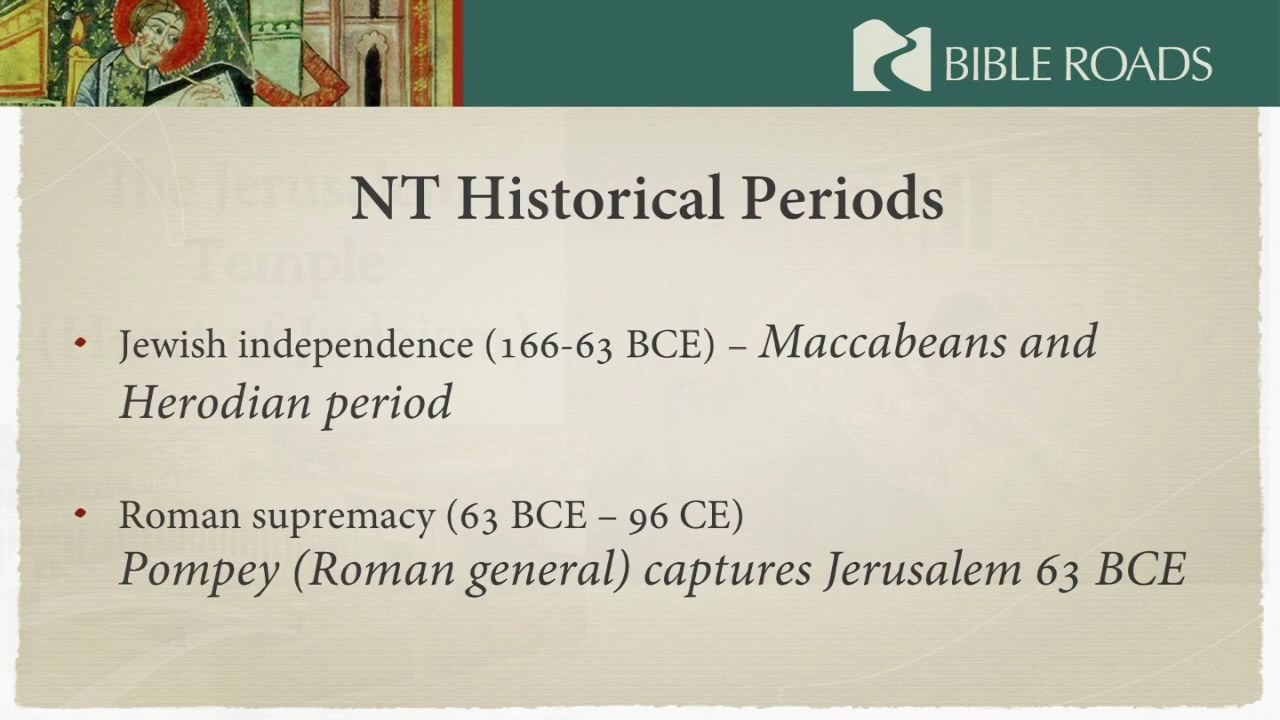 BIBLE ROADS
NT Historical Periods
• Jewish independence (166-63 BCE) – Maccabeans and
Herodian period
• Roman supremacy (63 BCE – 96 CE)
Pompey (Roman general) captures Jerusalem 63 BCE